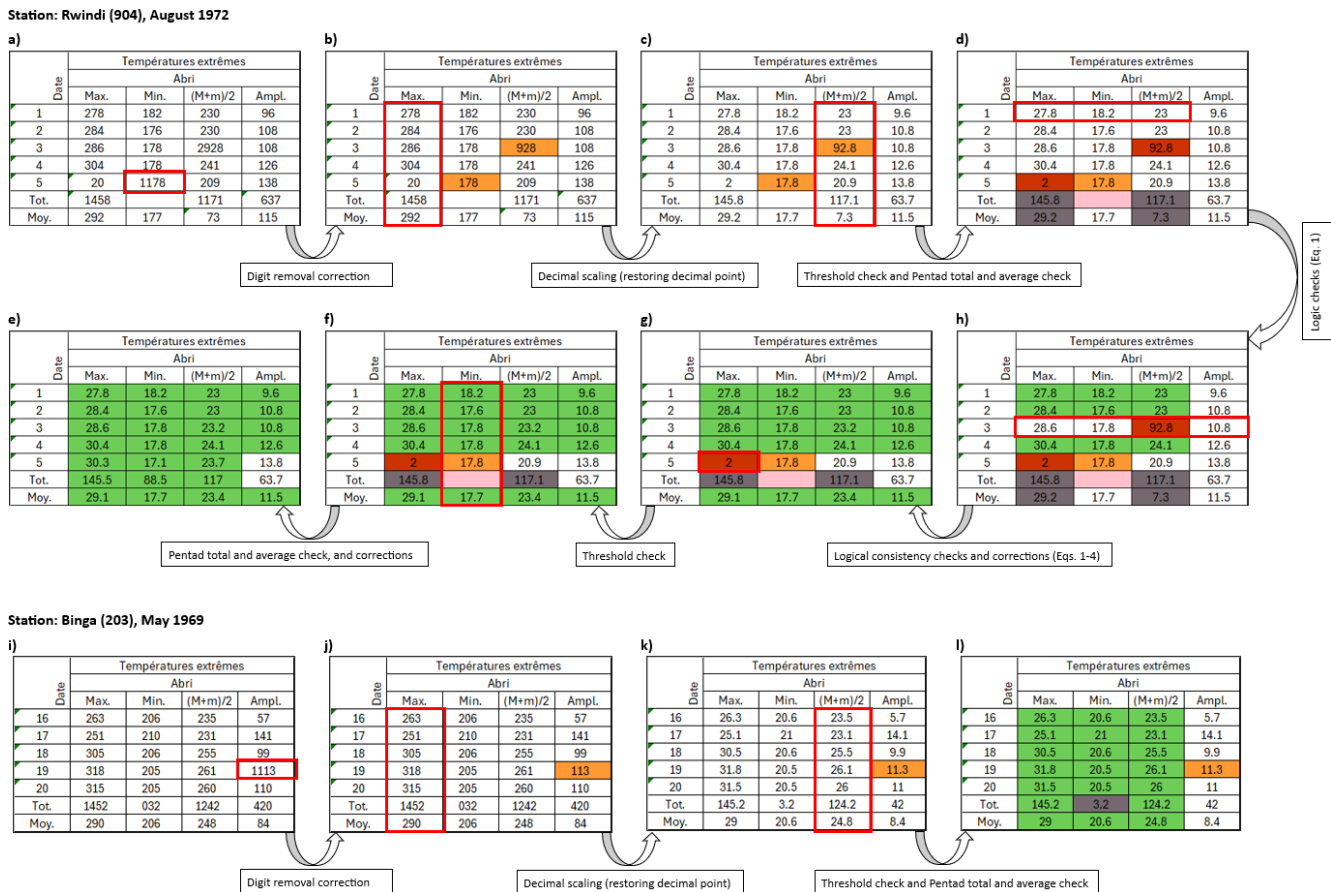 Station: Rwindi (904), August 1972
a)
Date
Températures extrêmes
Abri
Max. Min. (M+m)/2 Ampl.
1 278 182 230 96
2 284 176 230 108
3 286 178 2928 108
4 304 178 241 126
5 20 1178 209 138
Tot. 1458 1171 637
Moy. 292 177 73 115
b)
Date
Températures extrêmes
Abri
Max. Min. (M+m)/2 Ampl.
1 278 182 230 96
2 284 176 230 108
3 286 178 928 108
4 304 178 241 126
5 20 178 209 138
Tot. 1458 1171 637
Moy. 292 177 73 115
c)
Date
Températures extrêmes
Abri
Max. Min. (M+m)/2 Ampl.
1 27.8 18.2 23 9.6
2 28.4 17.6 23 10.8
3 28.6 17.8 92.8 10.8
4 30.4 17.8 24.1 12.6
5 2 17.8 20.9 13.8
Tot. 145.8 117.1 63.7
Moy. 29.2 17.7 7.3 11.5
d)
Date
Températures extrêmes
Abri
Max. Min. (M+m)/2 Ampl.
1 27.8 18.2 23 9.6
2 28.4 17.6 23 10.8
3 28.6 17.8 92.8 10.8
4 30.4 17.8 24.1 12.6
5 2 17.8 20.9 13.8
Tot. 145.8 117.1 63.7
Moy. 29.2 17.7 7.3 11.5
Digit removal correction
Decimal scaling (restoring decimal point)
Threshold check and Pentad total and average check
Logic checks (Eq. 1)
e)
Date
Températures extrêmes
Abri
Max. Min. (M+m)/2 Ampl.
1 27.8 18.2 23 9.6
2 28.4 17.6 23 10.8
3 28.6 17.8 23.2 10.8
4 30.4 17.8 24.1 12.6
5 30.3 17.1 23.7 13.8
Tot. 145.5 88.5 117 63.7
Moy. 29.1 17.7 23.4 11.5
f)
Date
Températures extrêmes
Abri
Max. Min. (M+m)/2 Ampl.
1 27.8 18.2 23 9.6
2 28.4 17.6 23 10.8
3 28.6 17.8 23.2 10.8
4 30.4 17.8 24.1 12.6
5 2 17.8 20.9 13.8
Tot. 145.8 117.1 63.7
Moy. 29.1 17.7 23.4 11.5
g)
Date
Températures extrêmes
Abri
Max. Min. (M+m)/2 Ampl.
1 27.8 18.2 23 9.6
2 28.4 17.6 23 10.8
3 28.6 17.8 23.2 10.8
4 30.4 17.8 24.1 12.6
5 2 17.8 20.9 13.8
Tot. 145.8 117.1 63.7
Moy. 29.1 17.7 23.4 11.5
h)
Date
Températures extrêmes
Abri
Max. Min. (M+m)/2 Ampl.
1 27.8 18.2 23 9.6
2 28.4 17.6 23 10.8
3 28.6 17.8 92.8 10.8
4 30.4 17.8 24.1 12.6
5 2 17.8 20.9 13.8
Tot. 145.8 117.1 63.7
Moy. 29.2 17.7 7.3 11.5
Pentad total and average check, and corrections
Threshold check
Logical consistency checks and corrections (Eqs. 1-4)
Station: Binga (203), May 1969
i)
Date
Températures extrêmes
Abri
Max. Min. (M+m)/2 Ampl.
16 263 206 235 57
17 251 210 231 141
18 305 206 255 99
19 318 205 261 1113
20 315 205 260 110
Tot. 1452 032 1242 420
Moy. 290 206 248 84
j)
Date
Températures extrêmes
Abri
Max. Min. (M+m)/2 Ampl.
16 263 206 235 57
17 251 210 231 141
18 305 206 255 99
19 318 205 261 113
20 315 205 260 110
Tot. 1452 032 1242 420
Moy. 290 206 248 84
k)
Date
Températures extrêmes
Abri
Max. Min. (M+m)/2 Ampl.
16 26.3 20.6 23.5 5.7
17 25.1 21 23.1 14.1
18 30.5 20.6 25.5 9.9
19 31.8 20.5 26.1 11.3
20 31.5 20.5 26 11
Tot. 145.2 3.2 124.2 42
Moy. 29 20.6 24.8 8.4
l)
Date
Températures extrêmes
Abri
Max. Min. (M+m)/2 Ampl.
16 26.3 20.6 23.5 5.7
17 25.1 21 23.1 14.1
18 30.5 20.6 25.5 9.9
19 31.8 20.5 26.1 11.3
20 31.5 20.5 26 11
Tot. 145.2 3.2 124.2 42
Moy. 29 20.6 24.8 8.4
Digit removal correction
Decimal scaling (restoring decimal point)
Threshold check and Pentad total and average check